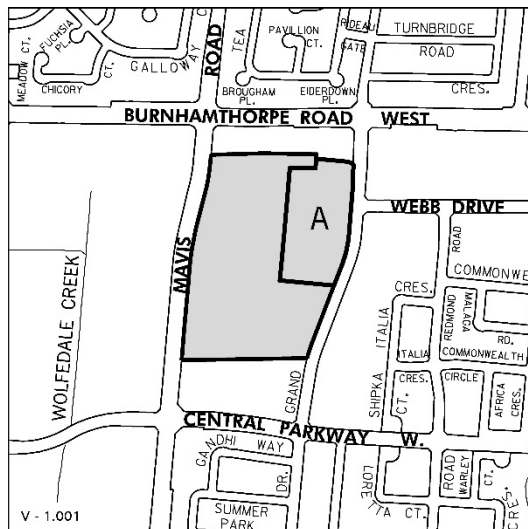 MEADOW CT.
FUCHSIA PL.
CHICORY CT.
GALLOWAY
ROAD
TEA
PAVILLION CT.
RIDEAU GATE
TURNBRIDGE ROAD
CRES.
BROUGHAM PL.
EIDERDOWN PL.
BURNHAMTHORPE ROAD WEST
A
WEBB DRIVE
MAVIS
WOLFEDALE CREEK
ROAD
COMMONWE
CRES.
ITALIA
SHIPKA
REDMOND
MALAGA
RD.
ITALIA
COMMONWEALTH
CRES.
CIRCLE
AFRICA CRES.
GRAND
CT.
CENTRAL PARKWAY W.
GANDHI WAY
DR.
SUMMER PARK
LORELLA CT.
ROAD
WARLEY
CT.
CRES.
V - 1.001